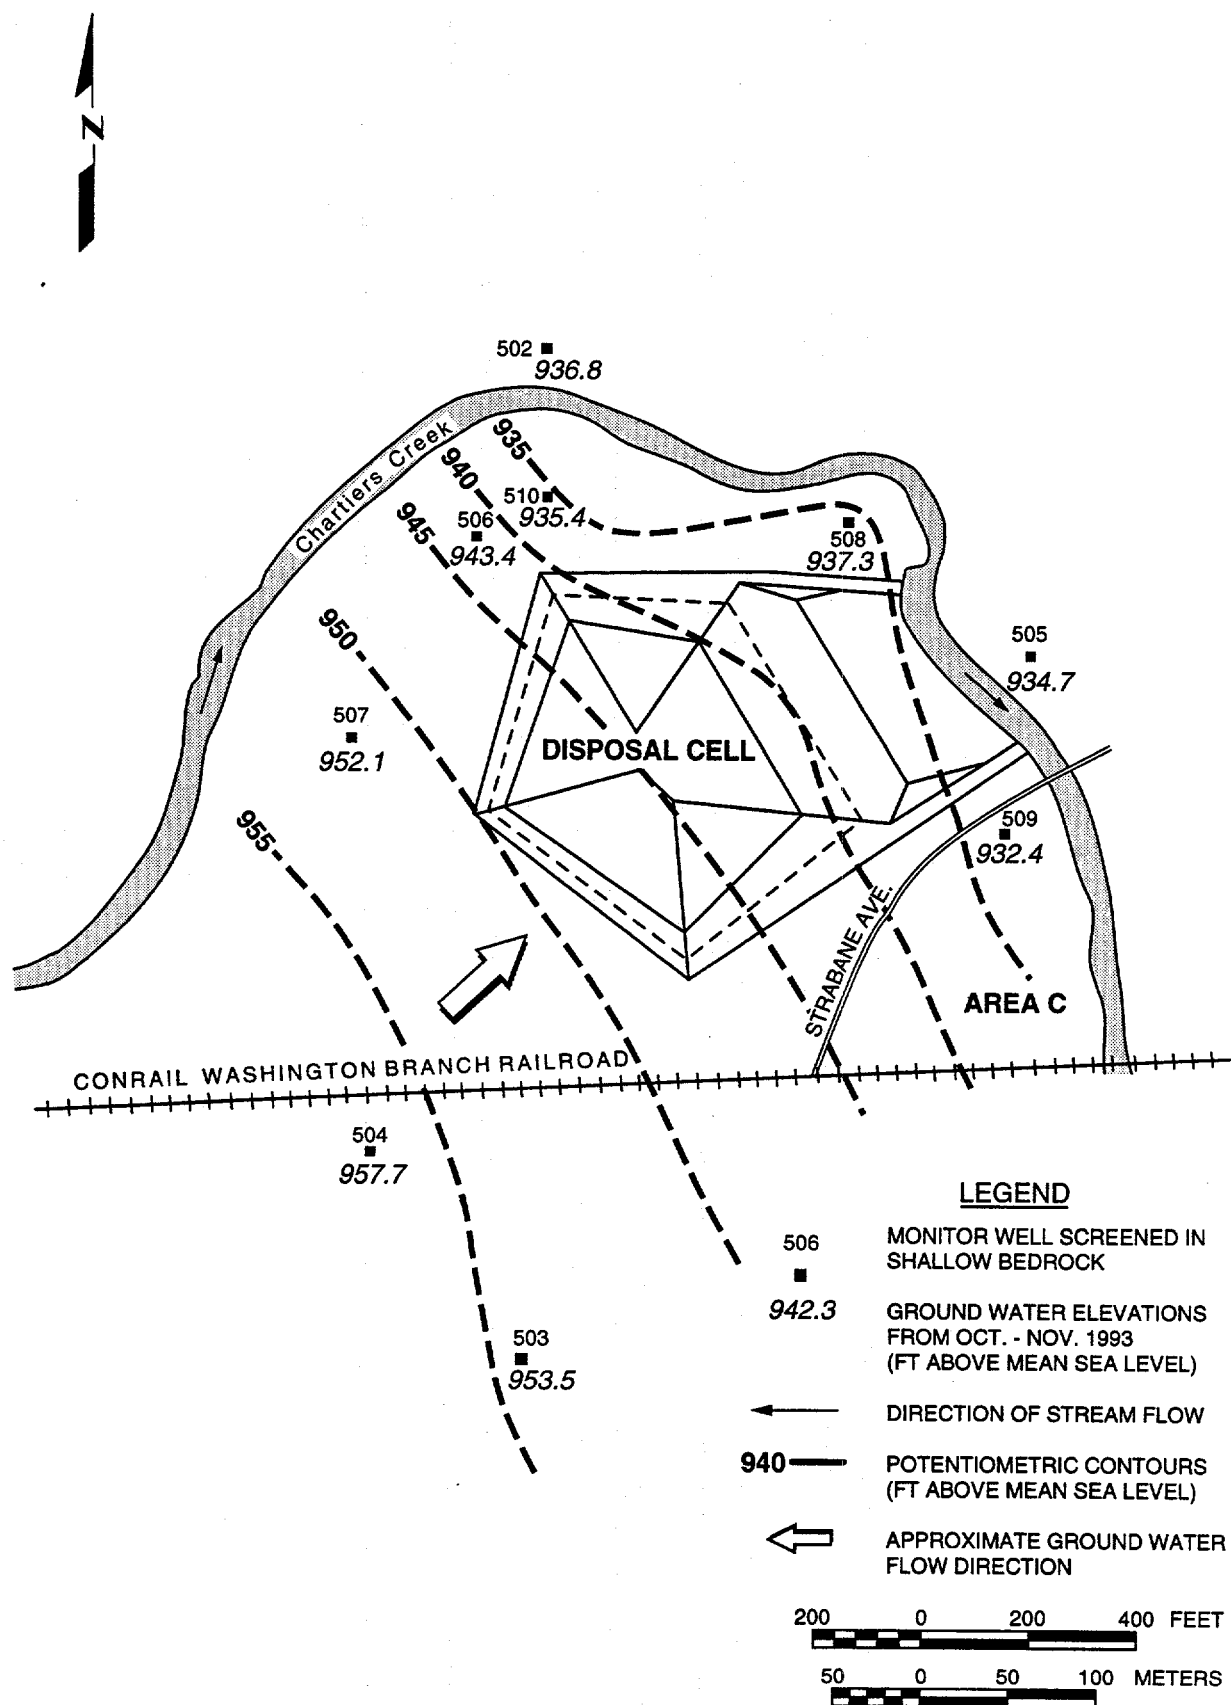 N
502
936.8
Chartiers Creek
935
940
945
510
935.4
506
943.4
508
937.3
950
505
934.7
507
952.1
DISPOSAL CELL
955
509
932.4
STRABANE AVE.
AREA C
CONRAIL WASHINGTON BRANCH RAILROAD
504
957.7
503
953.5
LEGEND
506
942.3
MONITOR WELL SCREENED IN
SHALLOW BEDROCK
GROUND WATER ELEVATIONS
FROM OCT. - NOV. 1993
(FT ABOVE MEAN SEA LEVEL)
DIRECTION OF STREAM FLOW
940
POTENTIOMETRIC CONTOURS
(FT ABOVE MEAN SEA LEVEL)
APPROXIMATE GROUND WATER
FLOW DIRECTION
200 0 200 400 FEET
50 0 50 100 METERS